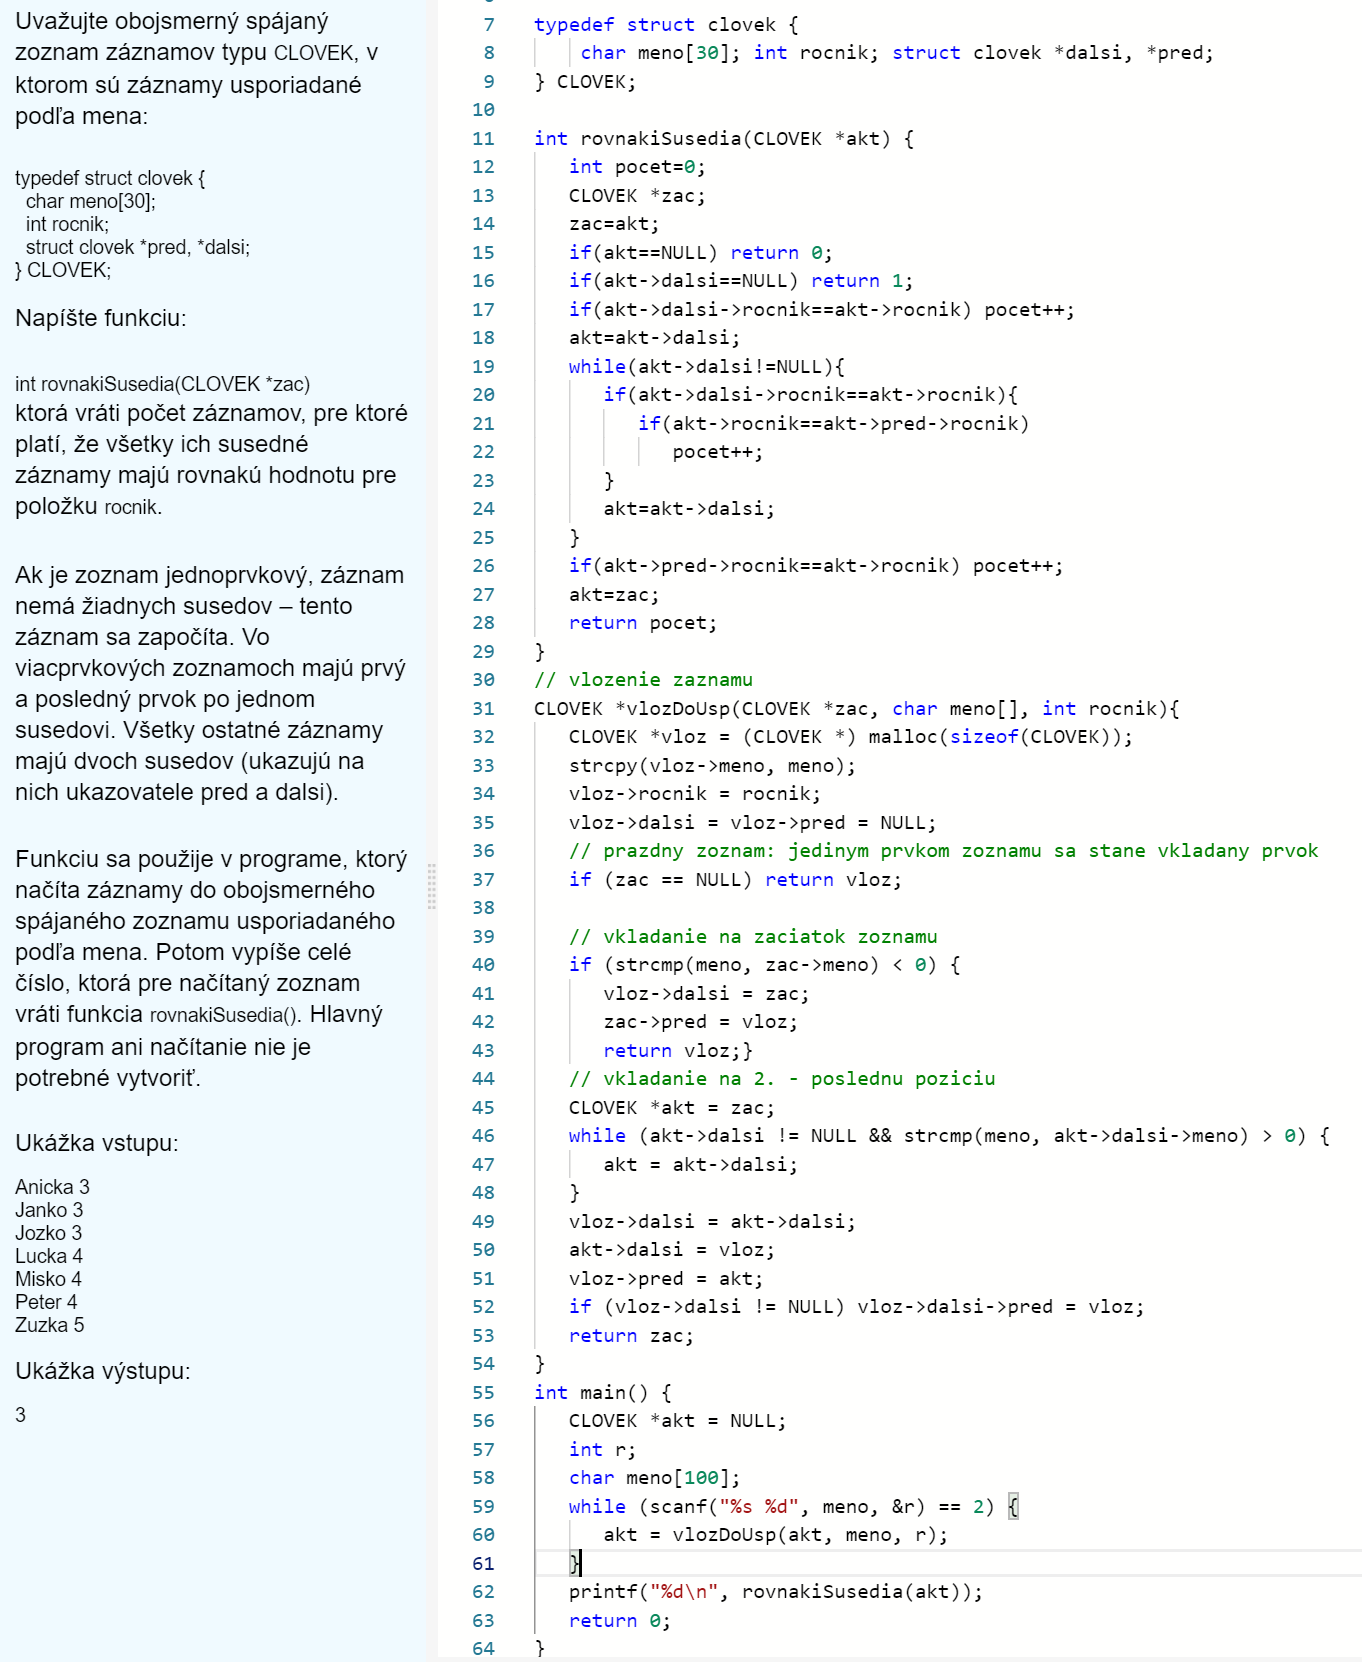 Uvažujte obojsmerný spájaný
zoznam záznamov typu CLOVEK, v
ktorom sú záznamy usporiadané
podľa mena:
typedef struct clovek {
char meno[30];
int rocnik;
struct clovek *pred, *dalsi;
} CLOVEK;
Napíšte funkciu:
int rovnakiSusedia(CLOVEK *zac)
ktorá vráti počet záznamov, pre ktoré
platí, že všetky ich susedné
záznamy majú rovnakú hodnotu pre
položku rocnik.
Ak je zoznam jednoprvkový, záznam
nemá žiadnych susedov – tento
záznam sa započíta. Vo
viacprvkových zoznamoch majú prvý
a posledný prvok po jednom
susedovi. Všetky ostatné záznamy
majú dvoch susedov (ukazujú na
nich ukazovatele pred a dalsi).
Funkciu sa použije v programe, ktorý
načíta záznamy do obojsmerného
spájaného zoznamu usporiadaného
podľa mena. Potom vypíše celé
číslo, ktorá pre načítaný zoznam
vráti funkcia rovnakiSusedia(). Hlavný
program ani načítanie nie je
potrebné vytvoriť.
Ukážka vstupu:
Anicka 3
Janko 3
Jozko 3
Lucka 4
Misko 4
Peter 4
Zuzka 5
Ukážka výstupu:
3
7 typedef struct clovek {
8 char meno[30]; int rocnik; struct clovek *dalsi, *pred;
9 } CLOVEK;
10
11 int rovnakiSusedia(CLOVEK *akt) {
12 int pocet=0;
13 CLOVEK *zac;
14 zac=akt;
15 if(akt==NULL) return 0;
16 if(akt->dalsi==NULL) return 1;
17 if(akt->dalsi->rocnik==akt->rocnik) pocet++;
18 akt=akt->dalsi;
19 while(akt->dalsi!=NULL){
20 if(akt->dalsi->rocnik==akt->rocnik){
21 if(akt->rocnik==akt->pred->rocnik)
22 pocet++;
23 }
24 akt=akt->dalsi;
25 }
26 if(akt->pred->rocnik==akt->rocnik) pocet++;
27 akt=zac;
28 return pocet;
29 }
30 // vlozenie zaznamu
31 CLOVEK *vlozDoUsp(CLOVEK *zac, char meno[], int rocnik){
32 CLOVEK *vloz = (CLOVEK *) malloc(sizeof(CLOVEK));
33 strcpy(vloz->meno, meno);
34 vloz->rocnik = rocnik;
35 vloz->dalsi = vloz->pred = NULL;
36 // prazdny zoznam: jedinym prvkom zoznamu sa stane vkladany prvok
37 if (zac == NULL) return vloz;
38
39 // vkladanie na zaciatok zoznamu
40 if (strcmp(meno, zac->meno) < 0) {
41 vloz->dalsi = zac;
42 zac->pred = vloz;
43 return vloz;}
44 // vkladanie na 2. - poslednu poziciu
45 CLOVEK *akt = zac;
46 while (akt->dalsi != NULL && strcmp(meno, akt->dalsi->meno) > 0) {
47 akt = akt->dalsi;
48 }
49 vloz->dalsi = akt->dalsi;
50 akt->dalsi = vloz;
51 vloz->pred = akt;
52 if (vloz->dalsi != NULL) vloz->dalsi->pred = vloz;
53 return zac;
54 }
55 int main() {
56 CLOVEK *akt = NULL;
57 int r;
58 char meno[100];
59 while (scanf("%s %d", meno, &r) == 2) {
60 akt = vlozDoUsp(akt, meno, r);
61 }
62 printf("%d\n", rovnakiSusedia(akt));
63 return 0;
64 }